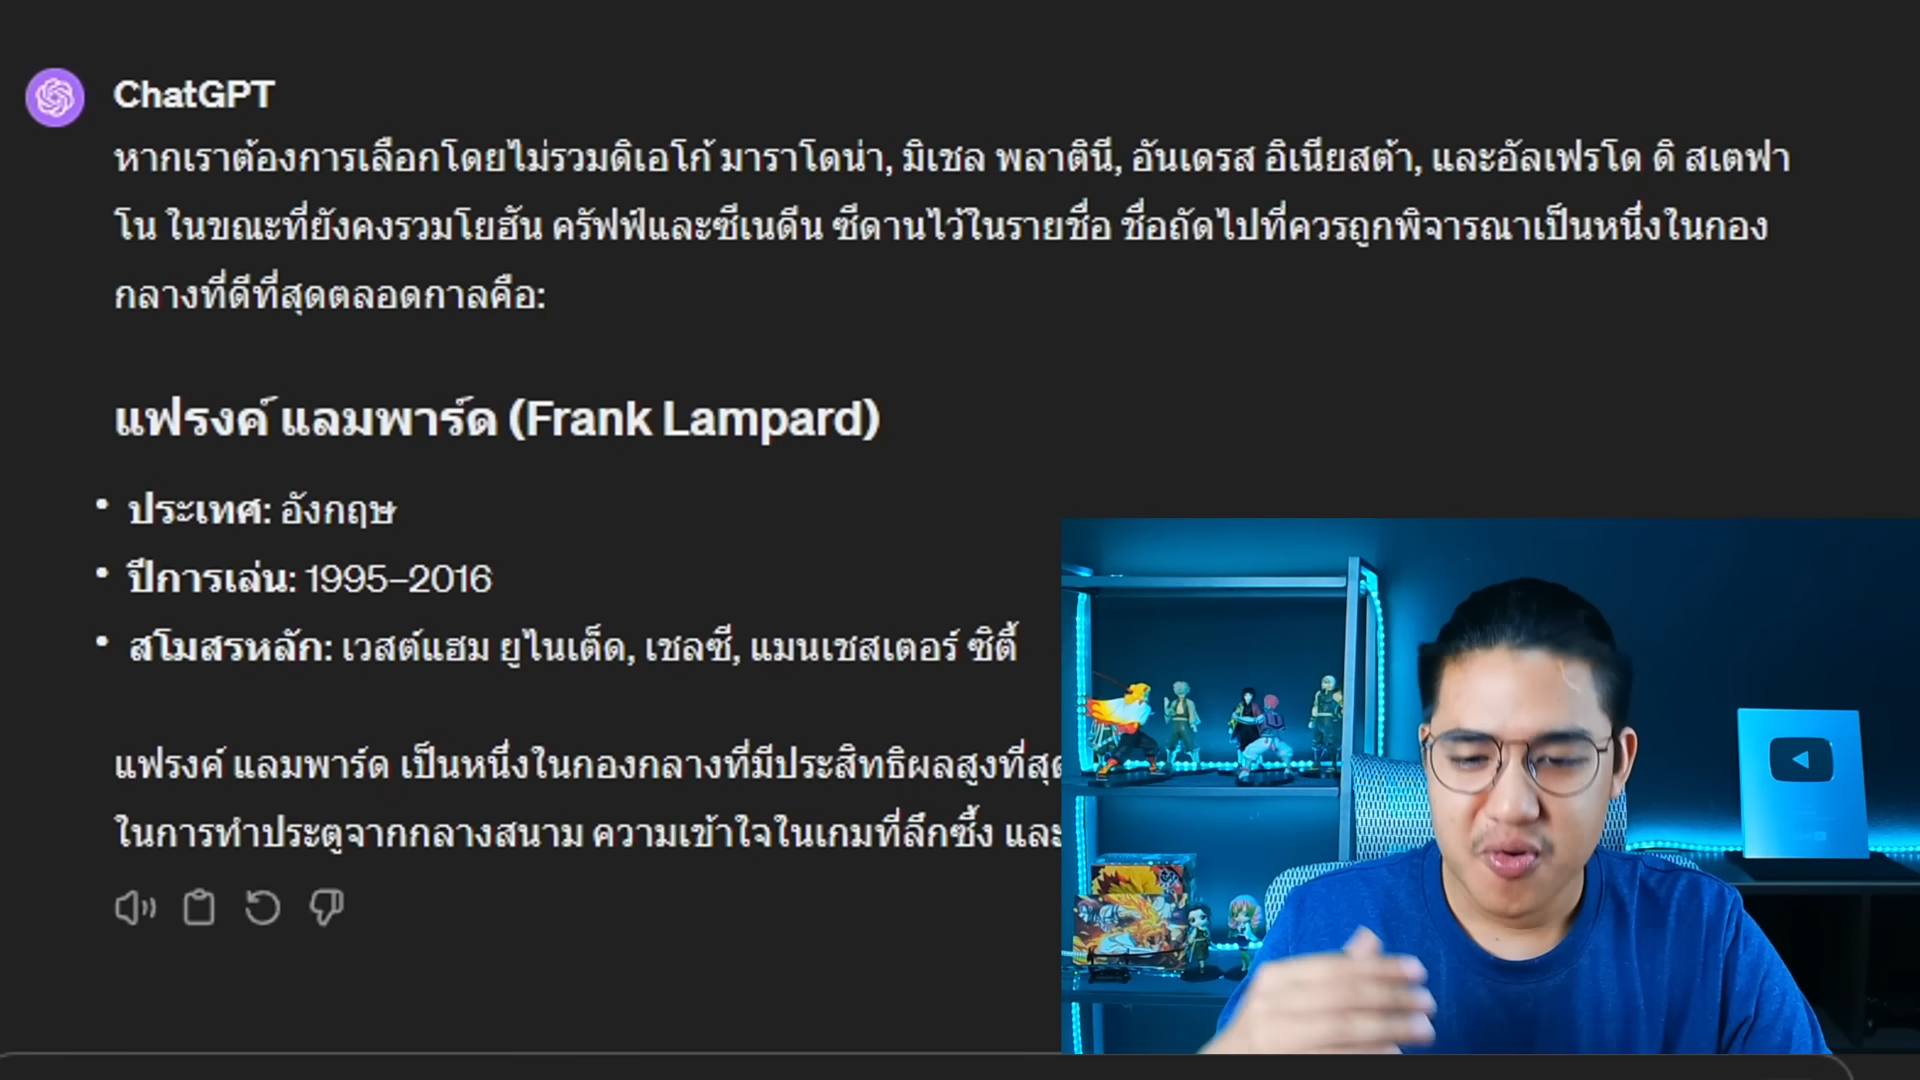 ChatGPT
หากเราต้องการเลือกโดยไม่รวมดิเอโก้ มาราโดน่า, มิเชล พลาตินี, อันเดรส อิเนียสต้า, และอัลเฟรโด ดิ สเตฟา
โน ในขณะที่ยังคงรวมโยฮัน ครัฟฟ์และซีเนดีน ซีดานไว้ในรายชื่อ ชื่อถัดไปที่ควรถูกพิจารณาเป็นหนึ่งในกอง
กลางที่ดีที่สุดตลอดกาลคือ:
แฟรงค์ แลมพาร์ด (Frank Lampard)
• ประเทศ: อังกฤษ
• ปีการเล่น: 1995–2016
• สโมสรหลัก: เวสต์แฮม ยูไนเต็ด, เชลซี, แมนเชสเตอร์ ซิตี้
แฟรงค์ แลมพาร์ด เป็นหนึ่งในกองกลางที่มีประสิทธิผลสูงที่สุด
ในการทำประตูจากกลางสนาม ความเข้าใจในเกมที่ลึกซึ้ง และ